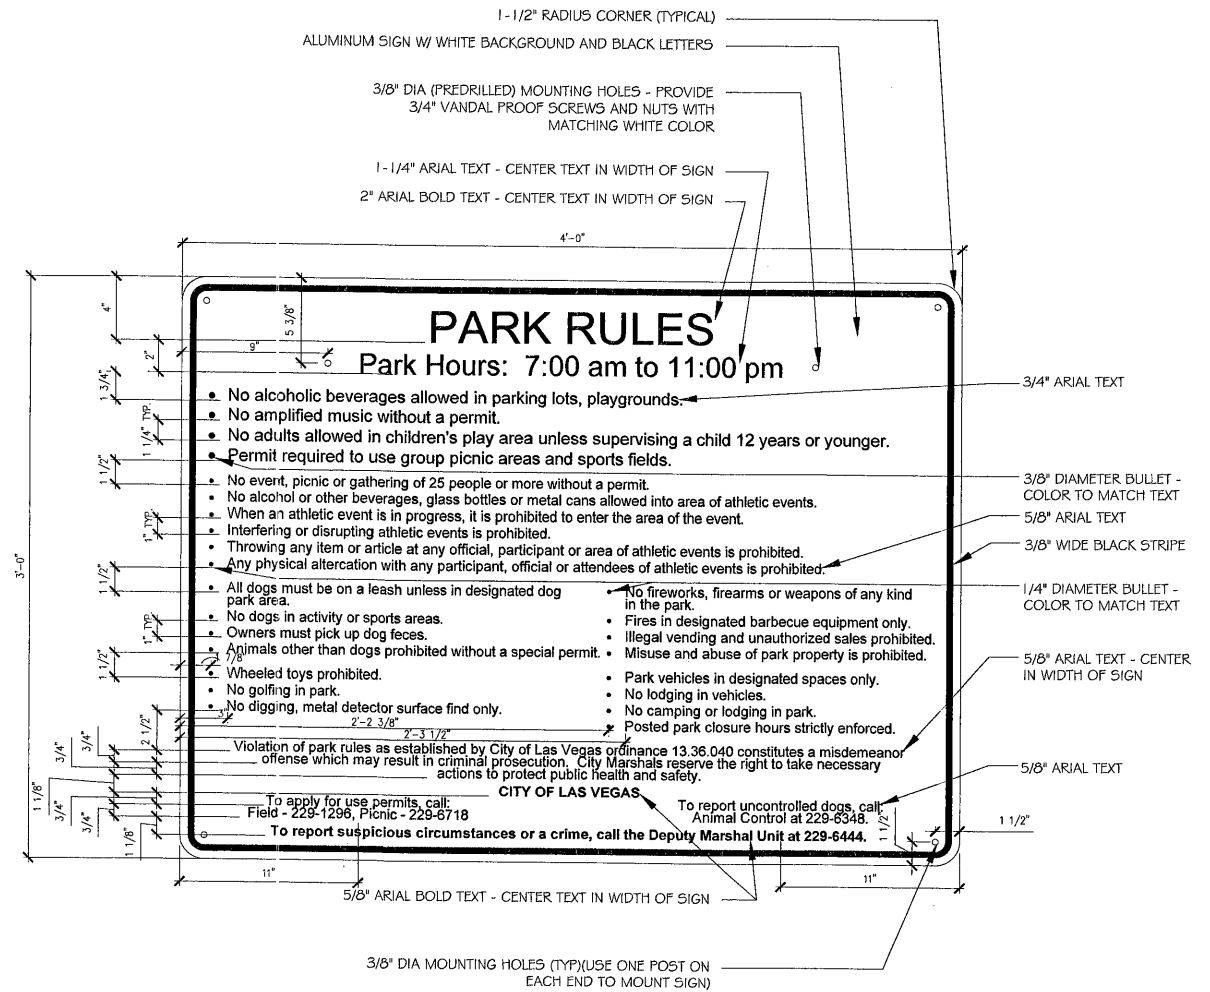 1-1/2" RADIUS CORNER (TYPICAL)
ALUMINUM SIGN W/ WHITE BACKGROUND AND BLACK LETTERS
3/8" DIA (PREDRILLED) MOUNTING HOLES - PROVIDE
3/4" VANDAL PROOF SCREWS AND NUTS WITH
MATCHING WHITE COLOR
1-1/4" ARIAL TEXT - CENTER TEXT IN WIDTH OF SIGN
2" ARIAL BOLD TEXT - CENTER TEXT IN WIDTH OF SIGN
4'-0"
3'-0"
4"
5 3/8"
9"
2"
1 3/4"
1 1/4" TYP.
1 1/2"
1" TYP.
1 1/2"
1" TYP.
1 1/2"
7/8"
3"
2'-2 3/8"
2'-3 1/2"
2 1/2"
3/4"
3/4"
1 1/8"
3/4"
3/4"
1 1/8"
PARK RULES
Park Hours: 7:00 am to 11:00 pm
• No alcoholic beverages allowed in parking lots, playgrounds.
• No amplified music without a permit.
• No adults allowed in children's play area unless supervising a child 12 years or younger.
• Permit required to use group picnic areas and sports fields.
• No event, picnic or gathering of 25 people or more without a permit.
• No alcohol or other beverages, glass bottles or metal cans allowed into area of athletic events.
• When an athletic event is in progress, it is prohibited to enter the area of the event.
• Interfering or disrupting athletic events is prohibited.
• Throwing any item or article at any official, participant or area of athletic events is prohibited.
• Any physical altercation with any participant, official or attendees of athletic events is prohibited.
• All dogs must be on a leash unless in designated dog
park area.
• No dogs in activity or sports areas.
• Owners must pick up dog feces.
• Animals other than dogs prohibited without a special permit.
• Wheeled toys prohibited.
• No golfing in park.
• No digging, metal detector surface find only.
• No fireworks, firearms or weapons of any kind
in the park.
• Fires in designated barbecue equipment only.
• Illegal vending and unauthorized sales prohibited.
• Misuse and abuse of park property is prohibited.
• Park vehicles in designated spaces only.
• No lodging in vehicles.
• No camping or lodging in park.
• Posted park closure hours strictly enforced.
Violation of park rules as established by City of Las Vegas ordinance 13.36.040 constitutes a misdemeanor
offense which may result in criminal prosecution. City Marshals reserve the right to take necessary
actions to protect public health and safety.
CITY OF LAS VEGAS
To apply for use permits, call:
Field - 229-1296, Picnic - 229-6718
To report uncontrolled dogs, call:
Animal Control at 229-6348.
To report suspicious circumstances or a crime, call the Deputy Marshal Unit at 229-6444.
3/4" ARIAL TEXT
3/8" DIAMETER BULLET -
COLOR TO MATCH TEXT
5/8" ARIAL TEXT
3/8" WIDE BLACK STRIPE
1/4" DIAMETER BULLET -
COLOR TO MATCH TEXT
5/8" ARIAL TEXT - CENTER
IN WIDTH OF SIGN
5/8" ARIAL TEXT
1 1/2"
1 1/2"
11"
11"
5/8" ARIAL BOLD TEXT - CENTER TEXT IN WIDTH OF SIGN
3/8" DIA MOUNTING HOLES (TYP)(USE ONE POST ON
EACH END TO MOUNT SIGN)